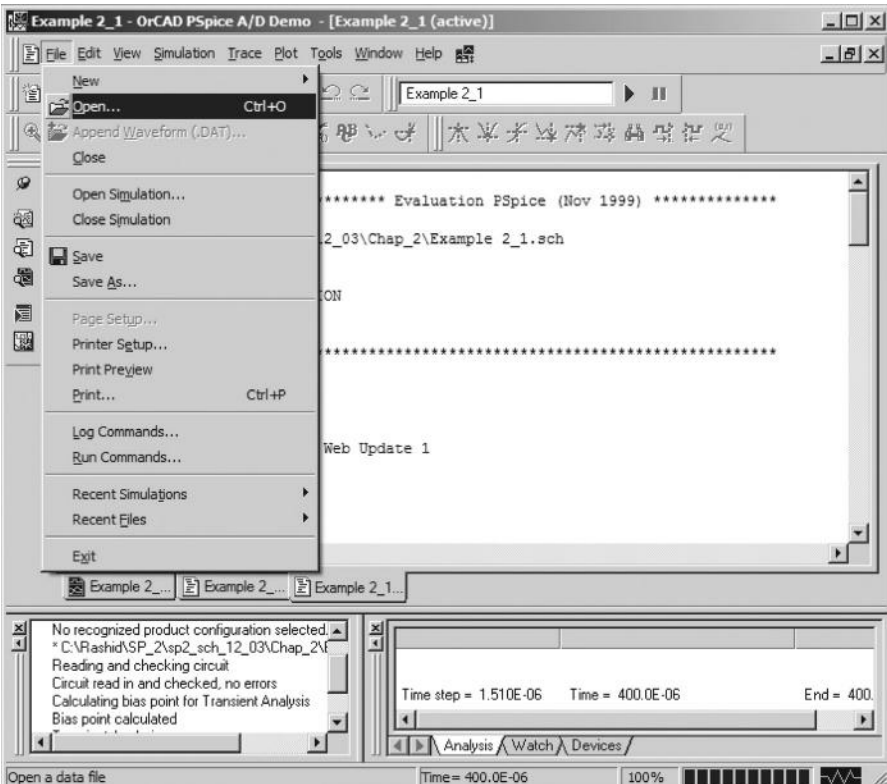 Example 2_1 - OrCAD PSpice A/D Demo - [Example 2_1 (active)]
File Edit View Simulation Trace Plot Tools Window Help
Example 2_1
New
Open... Ctrl+O
Append Waveform (.DAT)...
Close
Open Simulation...
Close Simulation
Save
Save As...
Page Setup...
Printer Setup...
Print Preview
Print... Ctrl+P
Log Commands...
Run Commands...
Recent Simulations
Recent Files
Exit
******* Evaluation PSpice (Nov 1999) **************
2_03\Chap_2\Example 2_1.sch
ION
Web Update 1
Example 2_... Example 2_... Example 2_1...
No recognized product configuration selected.
* C:\Rashid\SP_2\sp2_sch_12_03\Chap_2\
Reading and checking circuit
Circuit read in and checked, no errors
Calculating bias point for Transient Analysis
Bias point calculated
Time step = 1.510E-06 Time = 400.0E-06 End = 400.
Analysis Watch Devices
Open a data file Time= 400.0E-06 100%